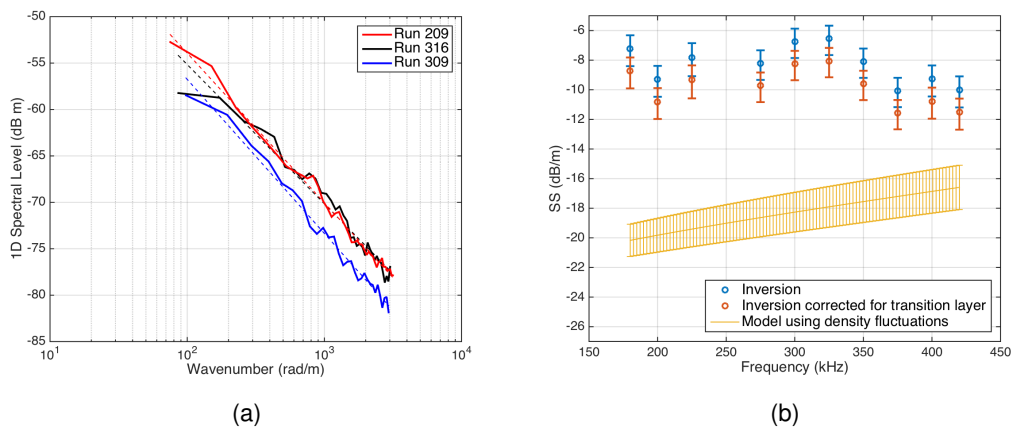 -50
-55
-60
-65
-70
-75
-80
-85
1D Spectral Level (dB m)
10^1
10^2
10^3
10^4
Wavenumber (rad/m)
Run 209
Run 316
Run 309
(a)
-6
-8
-10
-12
-14
-16
-18
-20
-22
-24
-26
SS (dB/m)
150
200
250
300
350
400
450
Frequency (kHz)
Inversion
Inversion corrected for transition layer
Model using density fluctuations
(b)